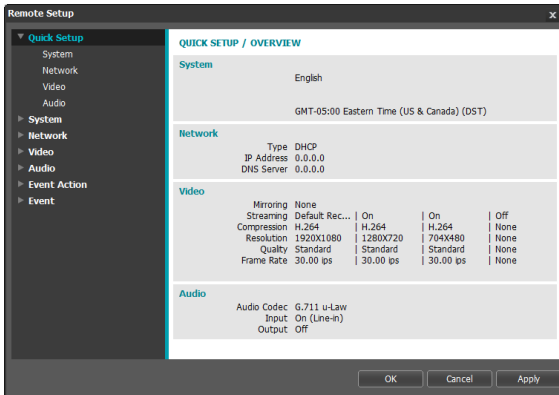 Remote Setup
x
Quick Setup
System
Network
Video
Audio
System
Network
Video
Audio
Event Action
Event
QUICK SETUP / OVERVIEW
System
English
GMT-05:00 Eastern Time (US & Canada) (DST)
Network
Type DHCP
IP Address 0.0.0.0
DNS Server 0.0.0.0
Video
Mirroring None
Streaming Default Rec... | On | On | Off
Compression H.264 | H.264 | H.264 | None
Resolution 1920X1080 | 1280X720 | 704X480 | None
Quality Standard | Standard | Standard | None
Frame Rate 30.00 ips | 30.00 ips | 30.00 ips | None
Audio
Audio Codec G.711 u-Law
Input On (Line-in)
Output Off
OK Cancel Apply